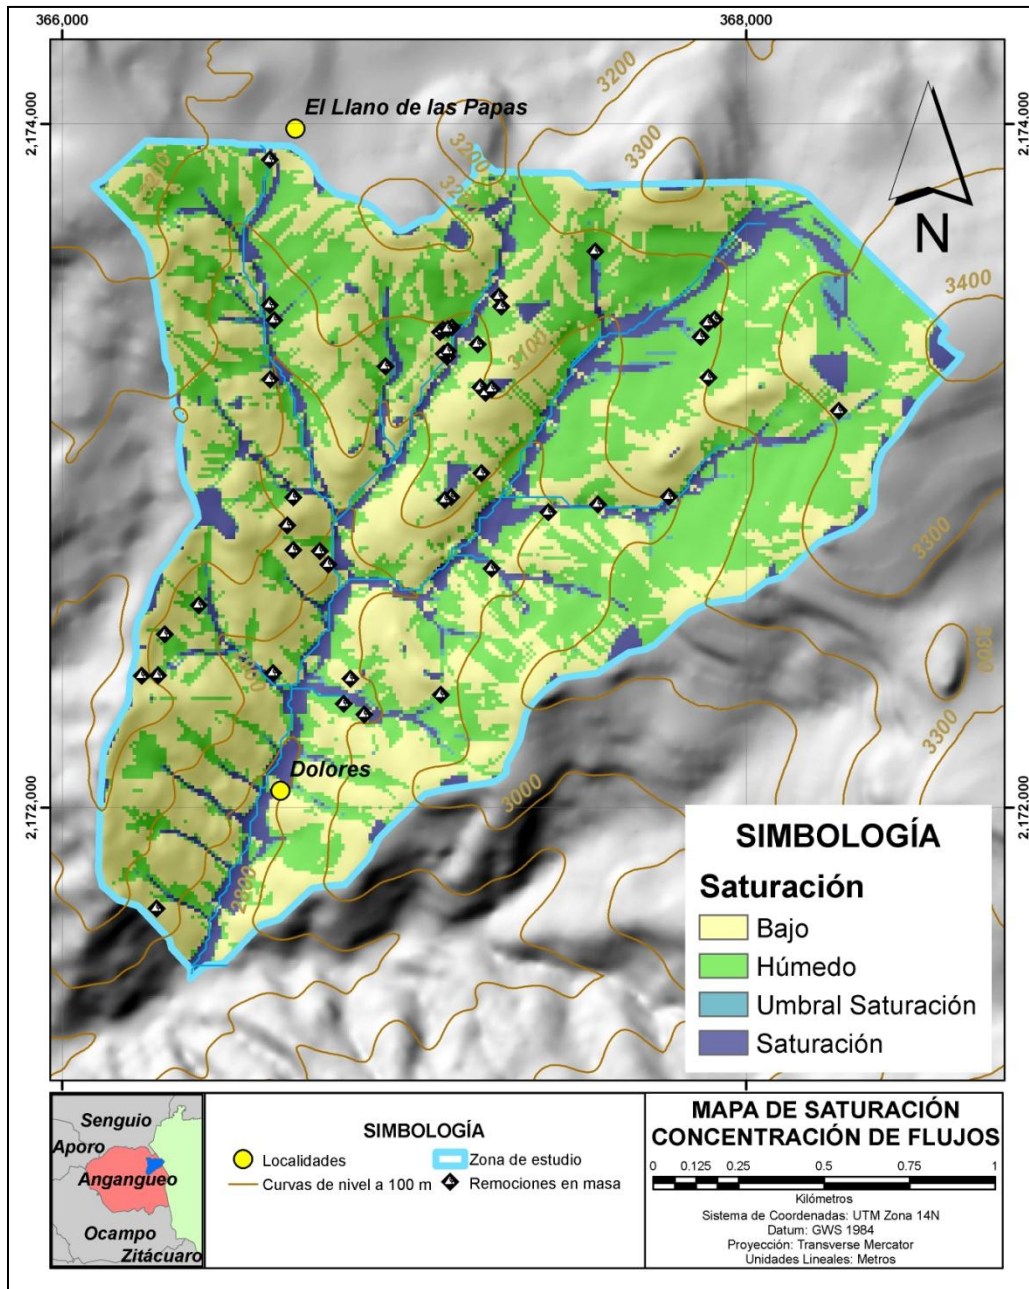 366,000
368,000
2,174,000
2,174,000
El Llano de las Papas
3200
3300
3200
3200
N
3400
3100
3300
3300
3300
Dolores
3000
2,172,000
2,172,000
SIMBOLOGÍA
Saturación
Bajo
Húmedo
Umbral Saturación
Saturación
Senguio
Aporo
Angangueo
Ocampo
Zitácuaro
SIMBOLOGÍA
Localidades
Zona de estudio
Curvas de nivel a 100 m
Remociones en masa
MAPA DE SATURACIÓN
CONCENTRACIÓN DE FLUJOS
0 0.125 0.25 0.5 0.75 1
Kilómetros
Sistema de Coordenadas: UTM Zona 14N
Datum: GWS 1984
Proyección: Transverse Mercator
Unidades Lineales: Metros